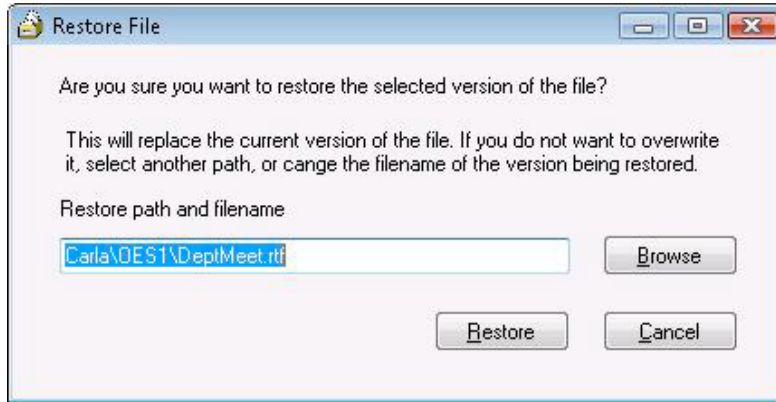 Restore File
Are you sure you want to restore the selected version of the file?
This will replace the current version of the file. If you do not want to overwrite
it, select another path, or cange the filename of the version being restored.
Restore path and filename
Carla\OES1\DeptMeet.rtf
Browse
Restore
Cancel